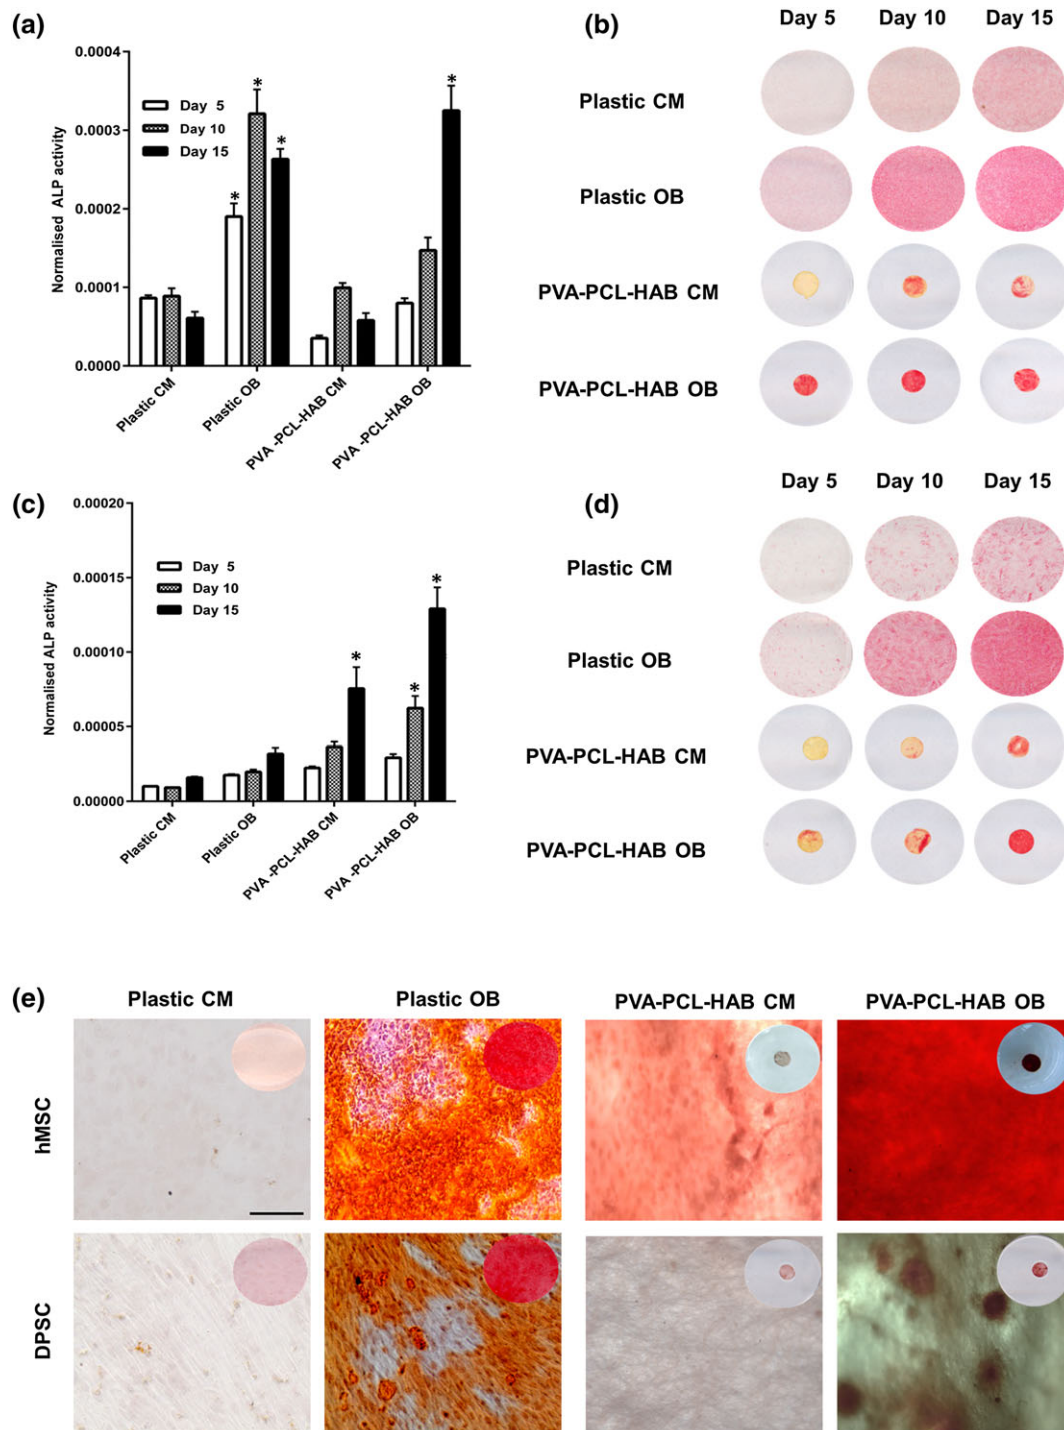 (a)
0.0004
0.0003
0.0002
0.0001
0.0000
Normalised ALP activity
Day 5
Day 10
Day 15
*
*
*
*
Plastic CM
Plastic OB
PVA -PCL-HAB CM
PVA -PCL-HAB OB
(b)
Day 5 Day 10 Day 15
Plastic CM
Plastic OB
PVA-PCL-HAB CM
PVA-PCL-HAB OB
(c)
0.00020
0.00015
0.00010
0.00005
0.00000
Normalised ALP activity
Day 5
Day 10
Day 15
*
*
*
Plastic CM
Plastic OB
PVA -PCL-HAB CM
PVA -PCL-HAB OB
(d)
Day 5 Day 10 Day 15
Plastic CM
Plastic OB
PVA-PCL-HAB CM
PVA-PCL-HAB OB
(e)
Plastic CM Plastic OB PVA-PCL-HAB CM PVA-PCL-HAB OB
hMSC
DPSC